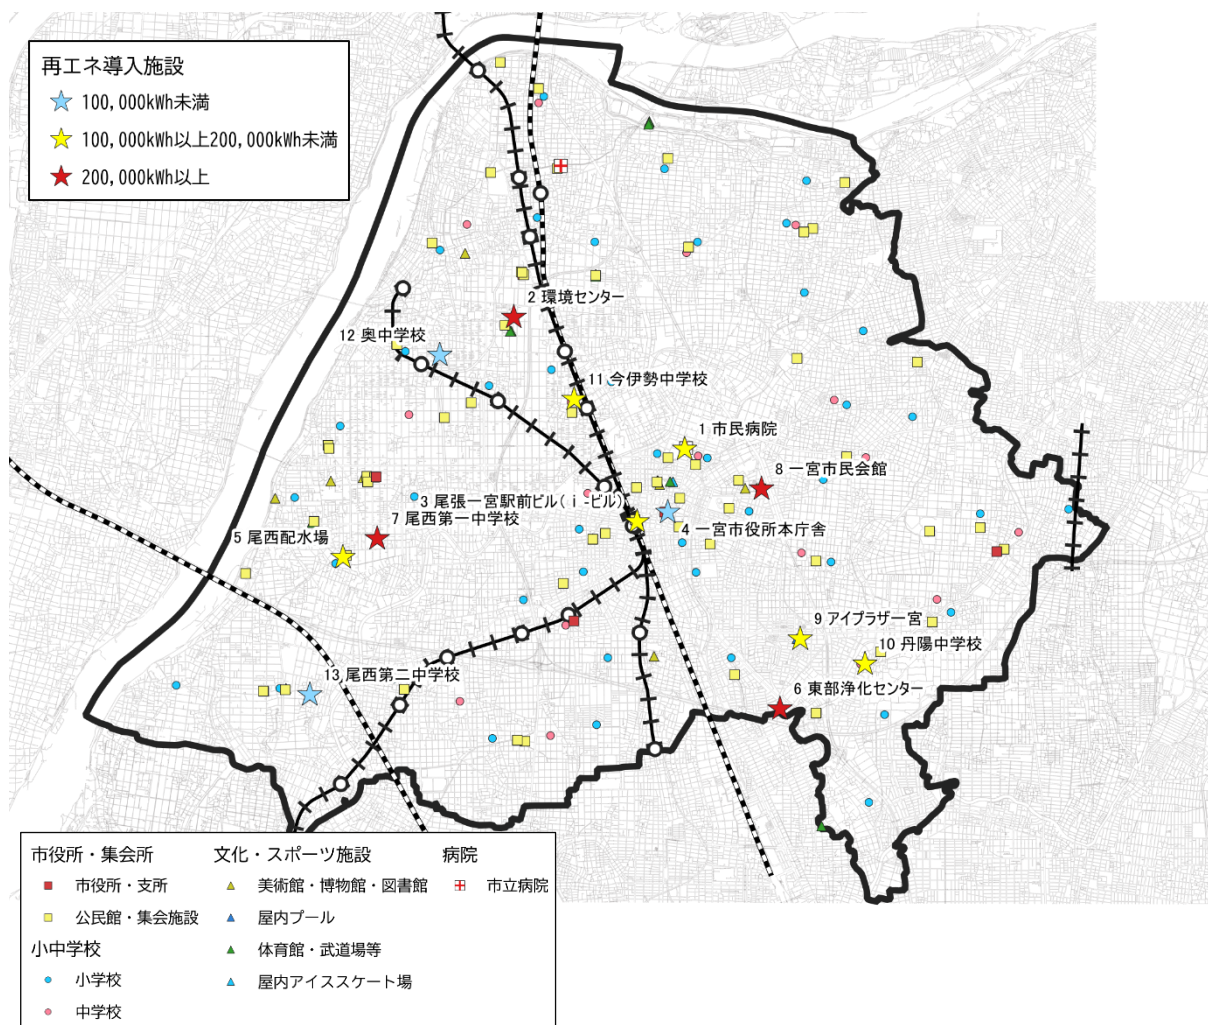 再エネ導入施設
100,000kWh未満
100,000kWh以上200,000kWh未満
200,000kWh以上
2 環境センター
12 奥中学校
11 今伊勢中学校
1 市民病院
8 一宮市民会館
3 尾張一宮駅前ビル(ｉ-ビル)
7 尾西第一中学校
4 一宮市役所本庁舎
5 尾西配水場
9 アイプラザ一宮
10 丹陽中学校
13 尾西第二中学校
6 東部浄化センター
市役所・集会所
市役所・支所
公民館・集会施設
小中学校
小学校
中学校
文化・スポーツ施設
美術館・博物館・図書館
屋内プール
体育館・武道場等
屋内アイススケート場
病院
市立病院